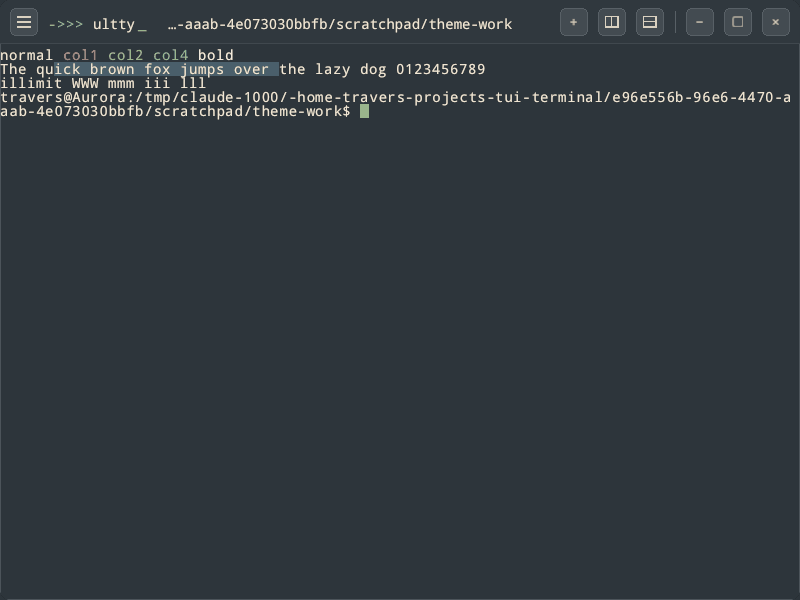 ->>> ultty_ …-aaab-4e073030bbfb/scratchpad/theme-work
normal col1 col2 col4 bold
The quick brown fox jumps over the lazy dog 0123456789
illimit WWW mmm iii lll
travers@Aurora:/tmp/claude-1000/-home-travers-projects-tui-terminal/e96e556b-96e6-4470-a
aab-4e073030bbfb/scratchpad/theme-work$